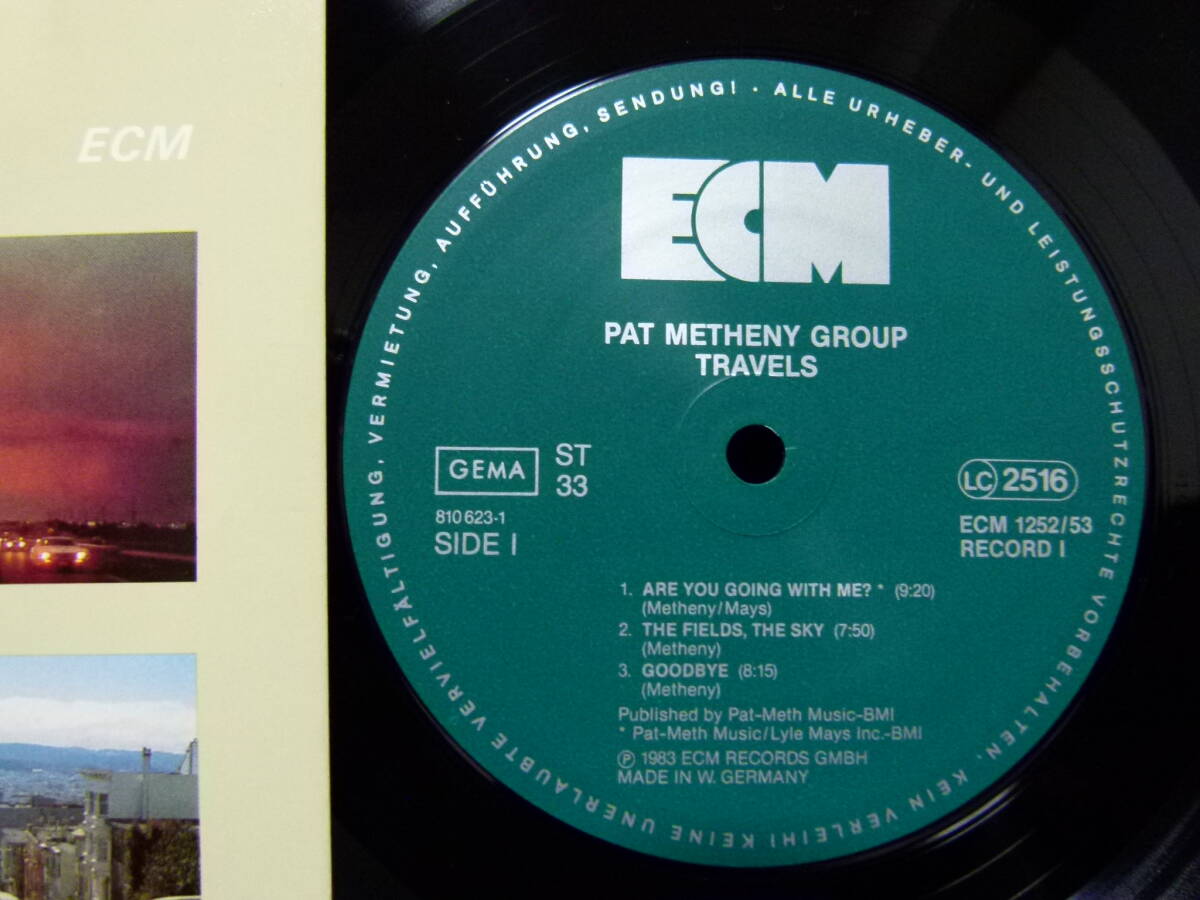 ECM
ALLE URHEBER- UND LEISTUNGSSCHUTZRECHTE VORBEHALTEN. KEIN VERLEIH! KEINE UNERLAUBTE VERVIELFÄLTIGUNG, VERMIETUNG, AUFFÜHRUNG, SENDUNG! ·
ECM
PAT METHENY GROUP
TRAVELS
GEMA
ST
33
810 623-1
SIDE I
LC 2516
ECM 1252/53
RECORD I
1. ARE YOU GOING WITH ME? * (9:20)
(Metheny/Mays)
2. THE FIELDS, THE SKY (7:50)
(Metheny)
3. GOODBYE (8:15)
(Metheny)
Published by Pat-Meth Music-BMI
* Pat-Meth Music/Lyle Mays Inc.-BMI
Ⓟ 1983 ECM RECORDS GMBH
MADE IN W. GERMANY